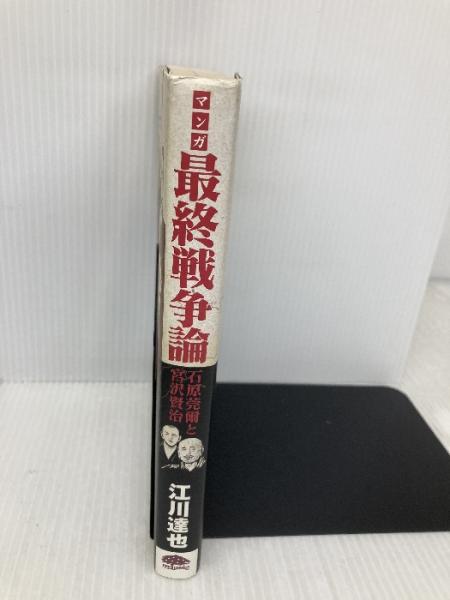 マンガ
最終戦争論
石原莞爾と
宮沢賢治
江川達也